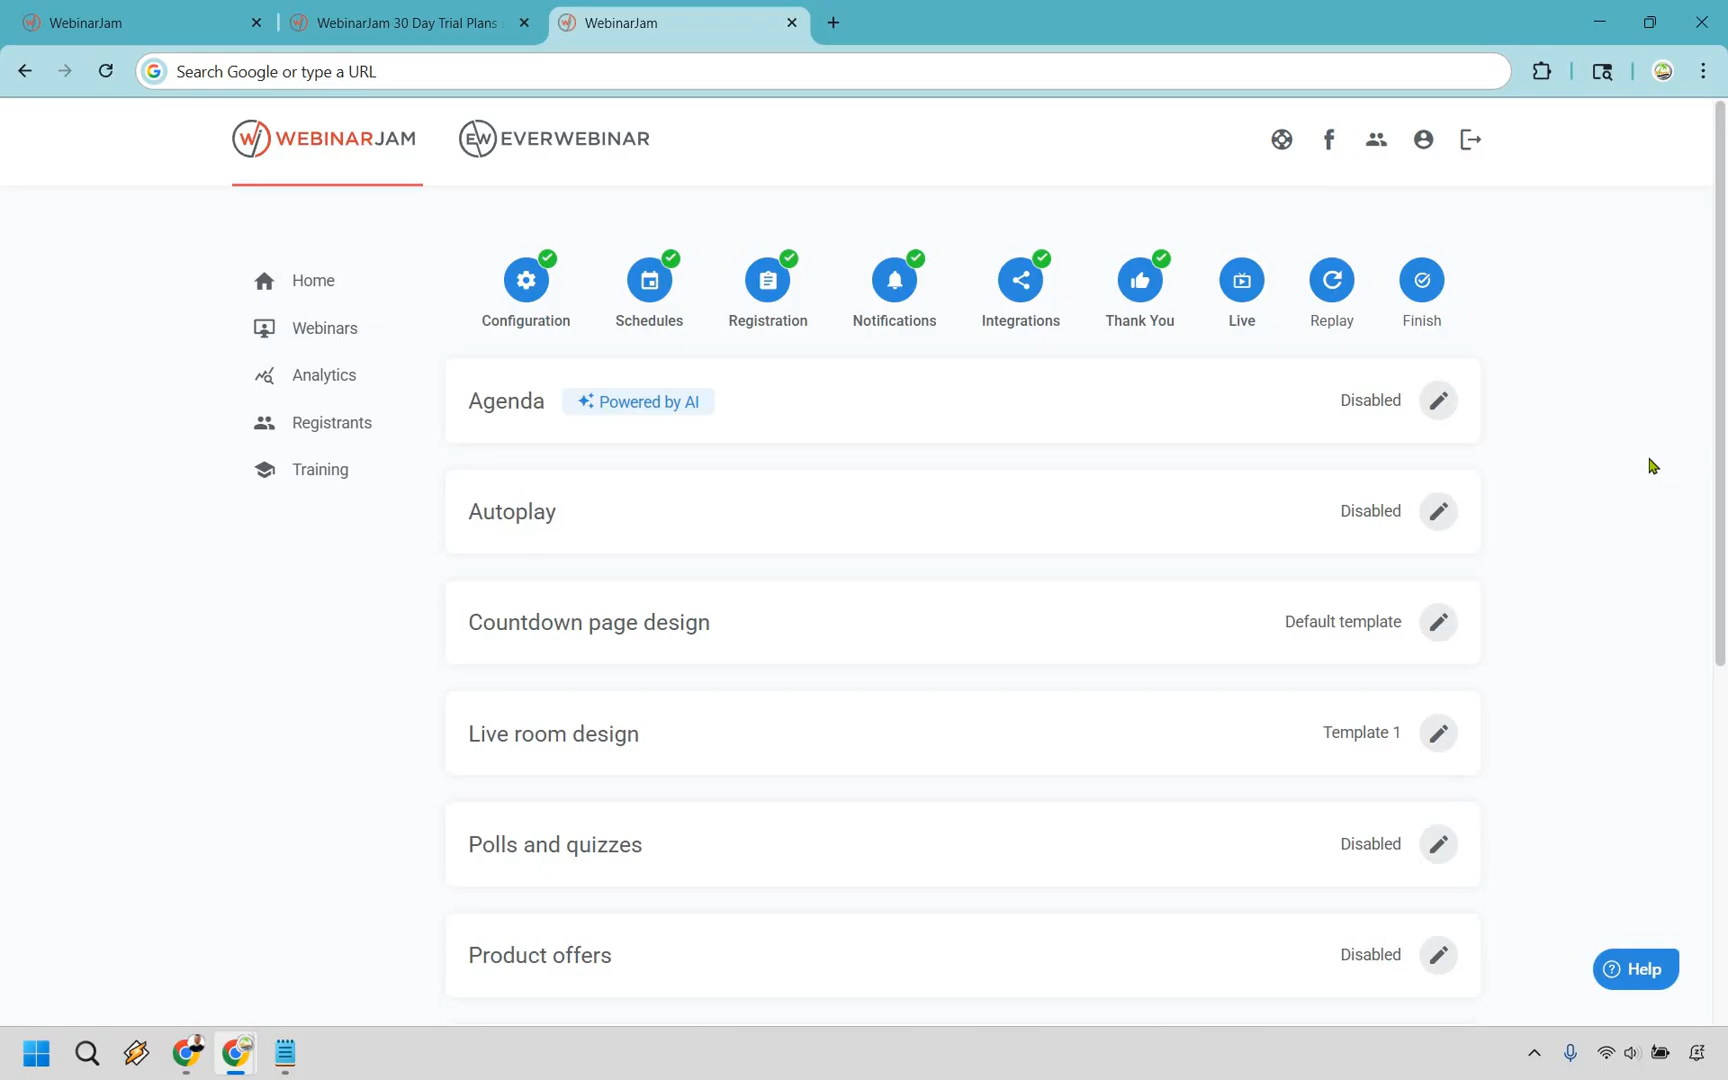 WebinarJam
WebinarJam 30 Day Trial Plans
WebinarJam
Search Google or type a URL
WEBINARJAM
EVERWEBINAR
Home
Webinars
Analytics
Registrants
Training
Configuration
Schedules
Registration
Notifications
Integrations
Thank You
Live
Replay
Finish
Agenda
Powered by AI
Disabled
Autoplay
Disabled
Countdown page design
Default template
Live room design
Template 1
Polls and quizzes
Disabled
Product offers
Disabled
Help